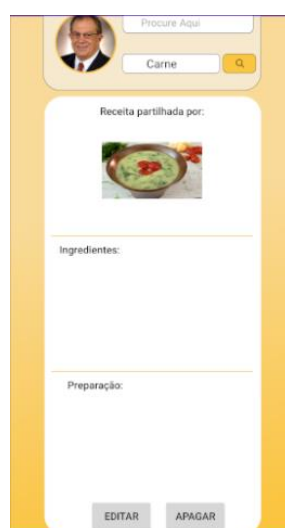 Procure Aqui
Carne
Receita partilhada por:
Ingredientes:
Preparação:
EDITAR APAGAR